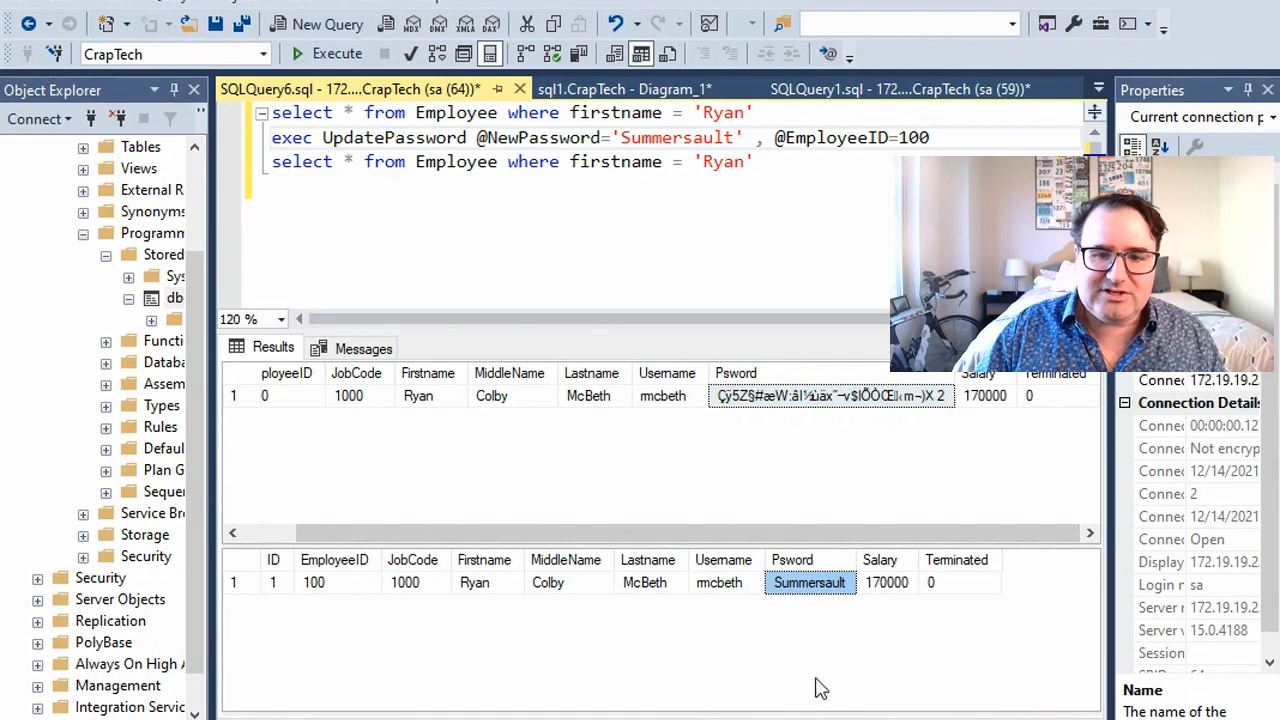 New Query
MDX
DMX
XMLA
DAX
CrapTech
Execute
Object Explorer
SQLQuery6.sql - 172....CrapTech (sa (64))*
sql1.CrapTech - Diagram_1*
SQLQuery1.sql - 172....CrapTech (sa (59))*
Properties
Connect
Current connection p
select * from Employee where firstname = 'Ryan'
exec UpdatePassword @NewPassword='Summersault' , @EmployeeID=100
select * from Employee where firstname = 'Ryan'
Tables
Views
External R
Synonyms
Programm
Stored
Sys
db
Functi
Databa
Assem
Types
Rules
Defaul
Plan G
Sequer
Service Br
Storage
Security
Security
Server Objects
Replication
PolyBase
Always On High A
Management
Integration Servic
120 %
Results
Messages
ployeeID JobCode Firstname MiddleName Lastname Username Psword Salary Terminated
1 0 1000 Ryan Colby McBeth mcbeth 170000 0
ID EmployeeID JobCode Firstname MiddleName Lastname Username Psword Salary Terminated
1 1 100 1000 Ryan Colby McBeth mcbeth Summersault 170000 0
172.19.19.2
Connection Details
Connec 00:00:00.12
Connec Not encryp
Connec 12/14/2021
Connec 2
Connec 12/14/2021
Connec Open
Display 172.19.19.2
Login n sa
Server r 172.19.19.2
Server v 15.0.4188
Session
Name
The name of the